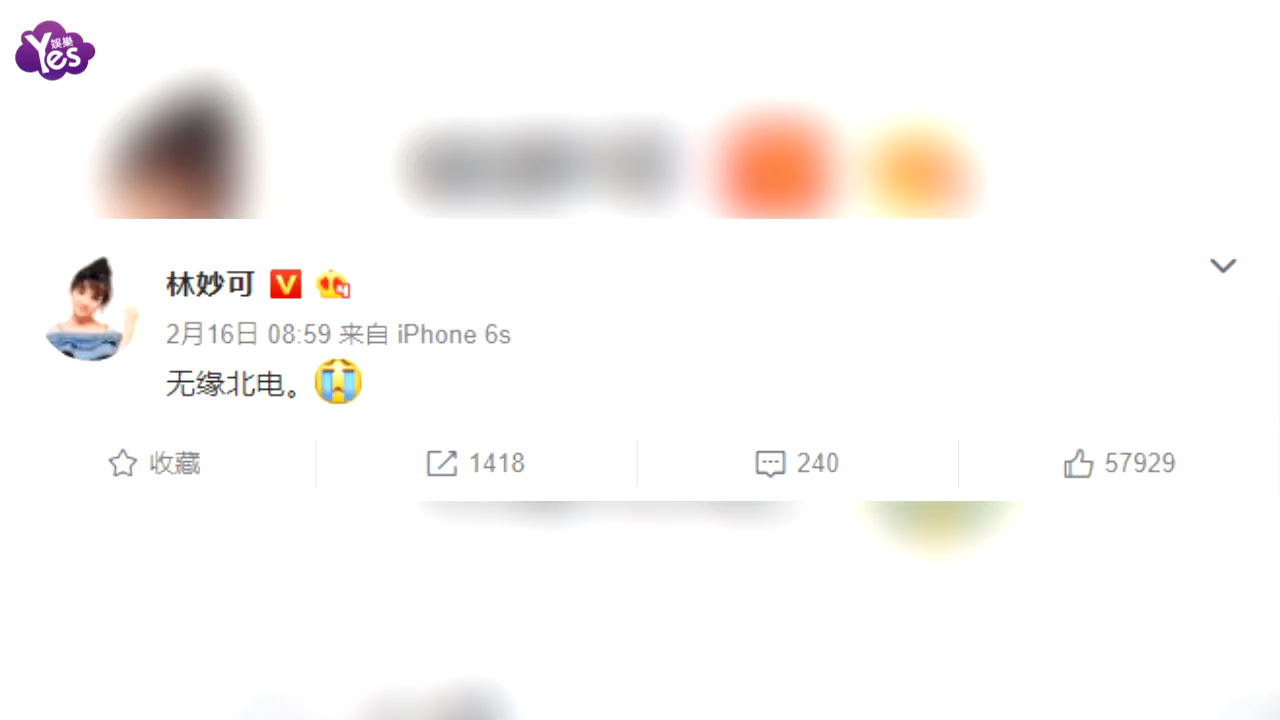 娛樂
Yes
林妙可
2月16日 08:59 来自 iPhone 6s
无缘北电。
收藏
1418
240
57929